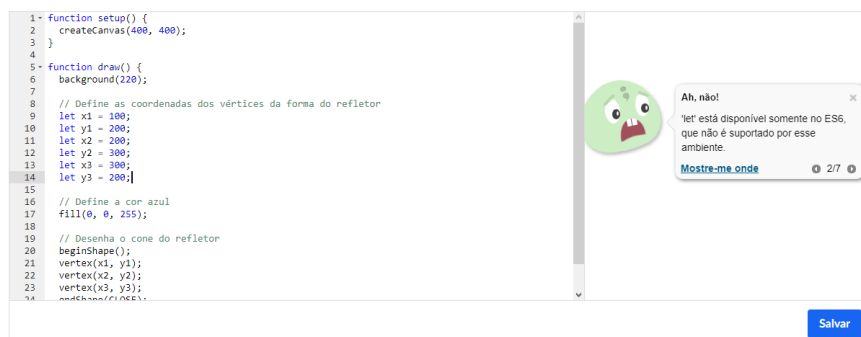 1 function setup() {
2 createCanvas(400, 400);
3 }
4
5 function draw() {
6 background(220);
7
8 // Define as coordenadas dos vértices da forma do refletor
9 let x1 = 100;
10 let y1 = 200;
11 let x2 = 200;
12 let y2 = 300;
13 let x3 = 300;
14 let y3 = 200;
15
16 // Define a cor azul
17 fill(0, 0, 255);
18
19 // Desenha o cone do refletor
20 beginShape();
21 vertex(x1, y1);
22 vertex(x2, y2);
23 vertex(x3, y3);
24 endShape(CLOSE);
Ah, não!
'let' está disponível somente no ES6,
que não é suportado por esse
ambiente.
Mostre-me onde 2/7
Salvar